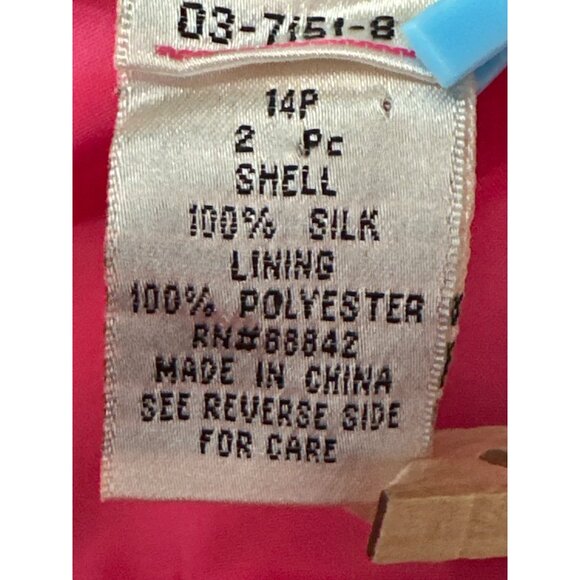 03-7151-8
14P
2 Pc
SHELL
100% SILK
LINING
100% POLYESTER
RN#88842
MADE IN CHINA
SEE REVERSE SIDE
FOR CARE